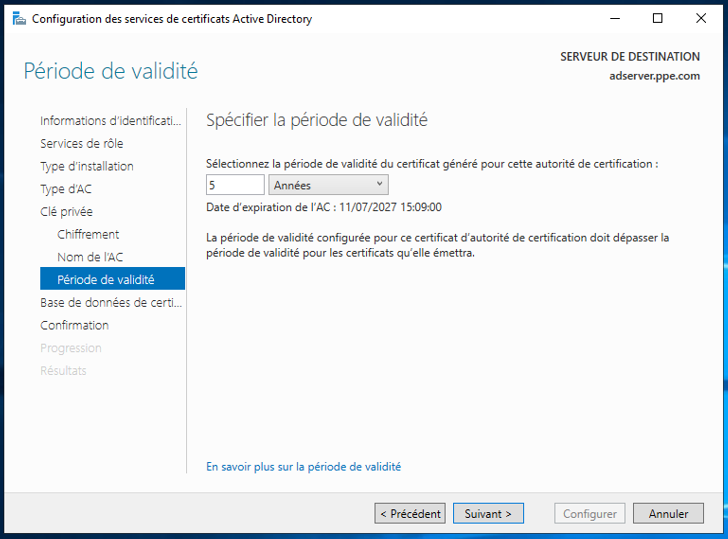 Configuration des services de certificats Active Directory
Période de validité
SERVEUR DE DESTINATION
adserver.ppe.com
Informations d'identificati...
Services de rôle
Type d'installation
Type d'AC
Clé privée
Chiffrement
Nom de l'AC
Période de validité
Base de données de certi...
Confirmation
Progression
Résultats
Spécifier la période de validité
Sélectionnez la période de validité du certificat généré pour cette autorité de certification :
5 Années
Date d'expiration de l'AC : 11/07/2027 15:09:00
La période de validité configurée pour ce certificat d'autorité de certification doit dépasser la
période de validité pour les certificats qu'elle émettra.
En savoir plus sur la période de validité
< Précédent Suivant > Configurer Annuler